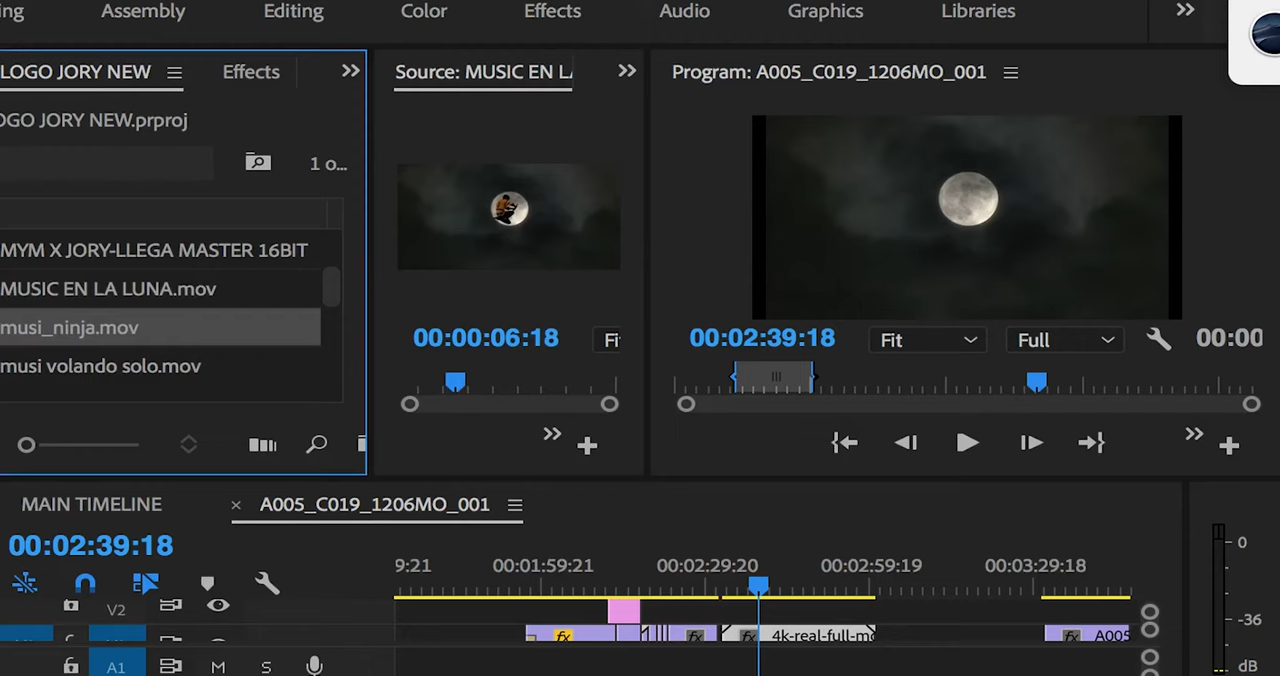 ing Assembly Editing Color Effects Audio Graphics Libraries
LOGO JORY NEW Effects
OGO JORY NEW.prproj
1 o...
MYM X JORY-LLEGA MASTER 16BIT
MUSIC EN LA LUNA.mov
musi_ninja.mov
musi volando solo.mov
Source: MUSIC EN LA
00:00:06:18 Fi
Program: A005_C019_1206MO_001
00:02:39:18 Fit Full 00:00
MAIN TIMELINE × A005_C019_1206MO_001
00:02:39:18
9:21 00:01:59:21 00:02:29:20 00:02:59:19 00:03:29:18
V2
fx fx fx 4k-real-full-mo fx A005
A1 M S
0
-36
dB